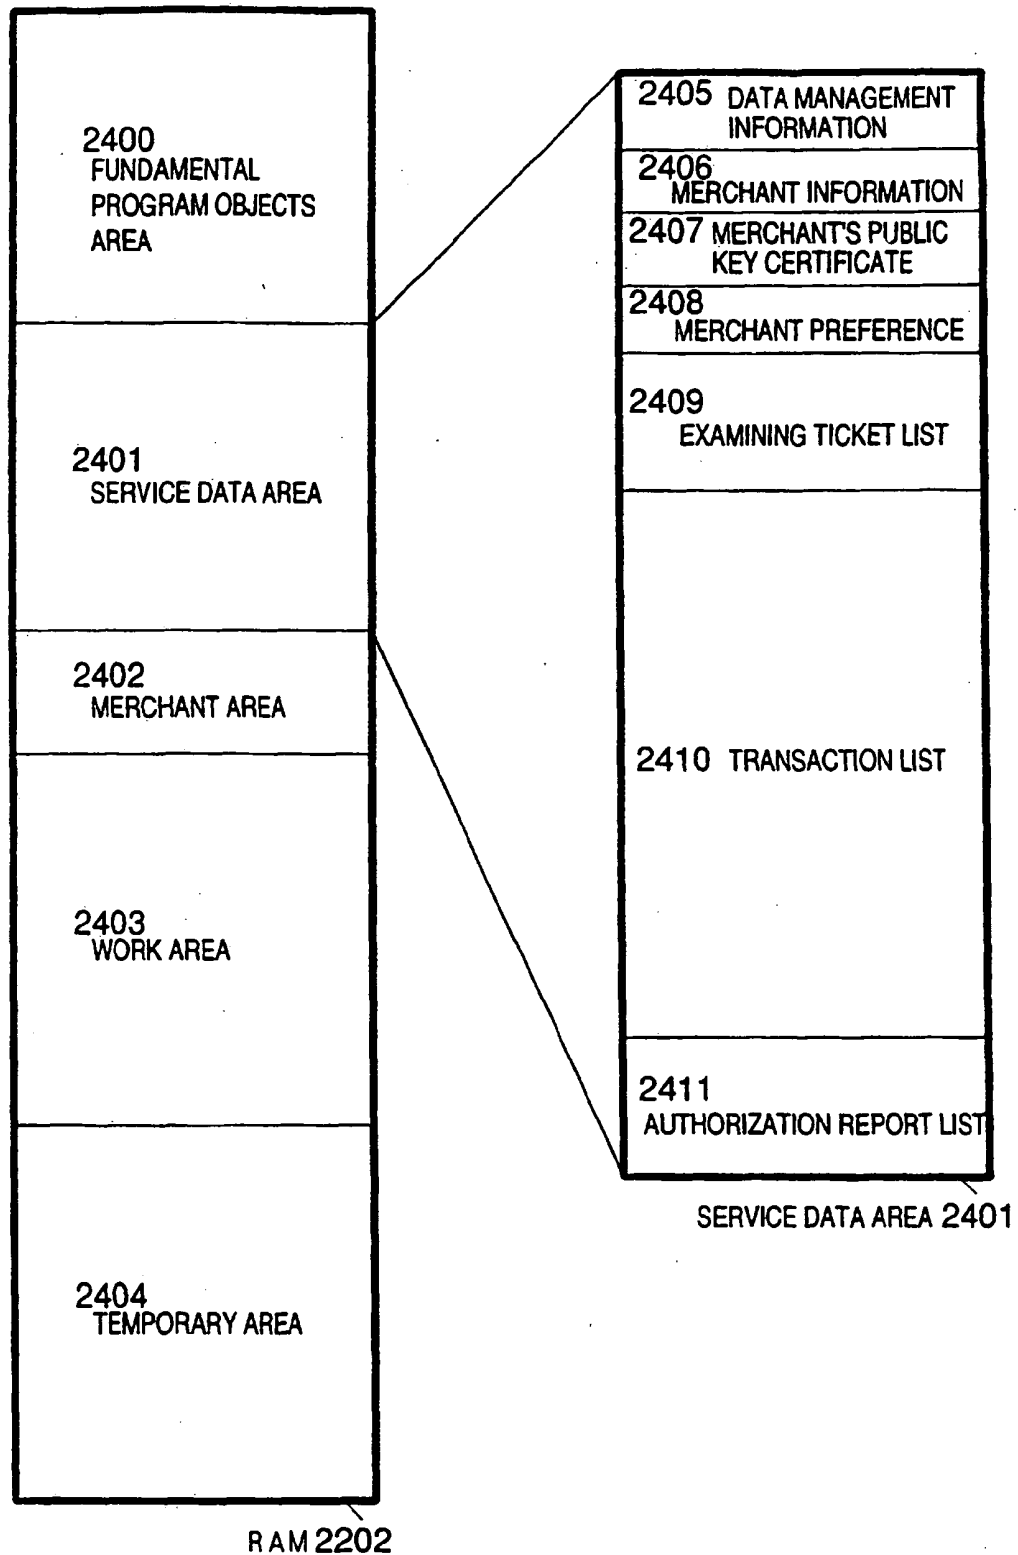 2400
FUNDAMENTAL
PROGRAM OBJECTS
AREA
2401
SERVICE DATA AREA
2402
MERCHANT AREA
2403
WORK AREA
2404
TEMPORARY AREA
RAM 2202
2405 DATA MANAGEMENT
INFORMATION
2406
MERCHANT INFORMATION
2407 MERCHANT'S PUBLIC
KEY CERTIFICATE
2408
MERCHANT PREFERENCE
2409
EXAMINING TICKET LIST
2410 TRANSACTION LIST
2411
AUTHORIZATION REPORT LIST
SERVICE DATA AREA 2401